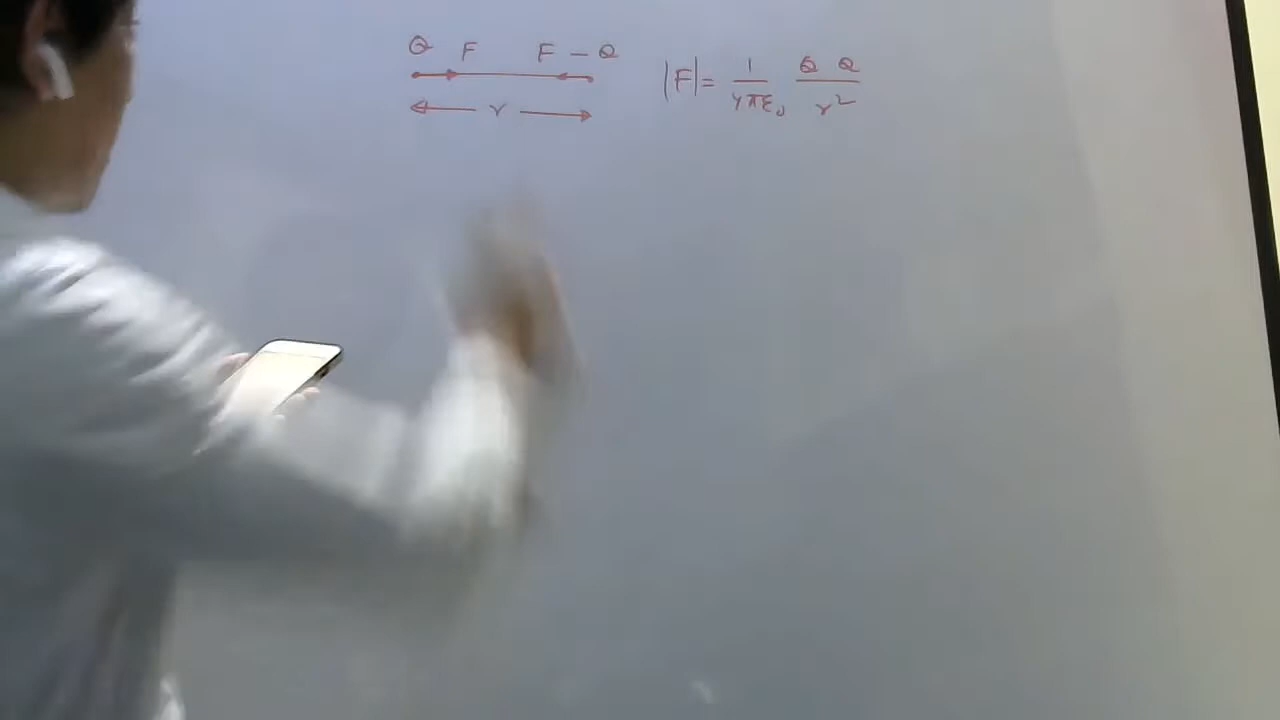 Q F F - Q
r
|F| = 1/4πε₀ Q Q/r²